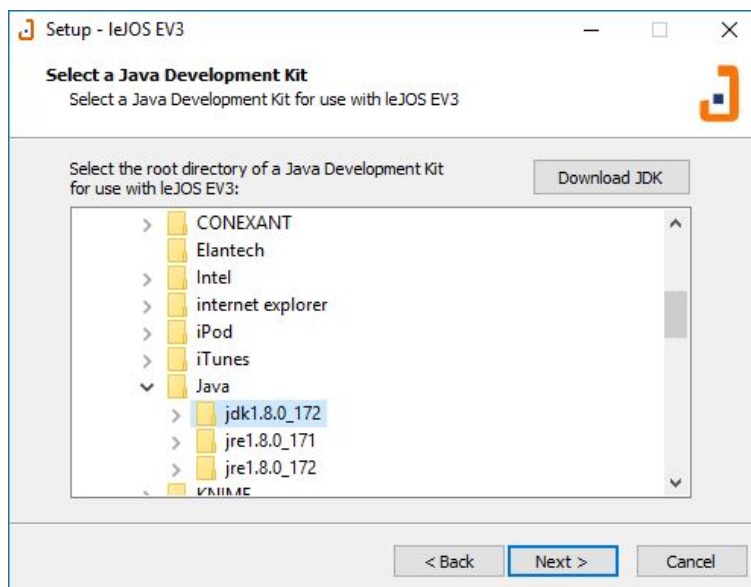 Setup - leJOS EV3
Select a Java Development Kit
Select a Java Development Kit for use with leJOS EV3
Select the root directory of a Java Development Kit
for use with leJOS EV3:
Download JDK
CONEXANT
Elantech
Intel
internet explorer
iPod
iTunes
Java
jdk1.8.0_172
jre1.8.0_171
jre1.8.0_172
KNIME
< Back
Next >
Cancel